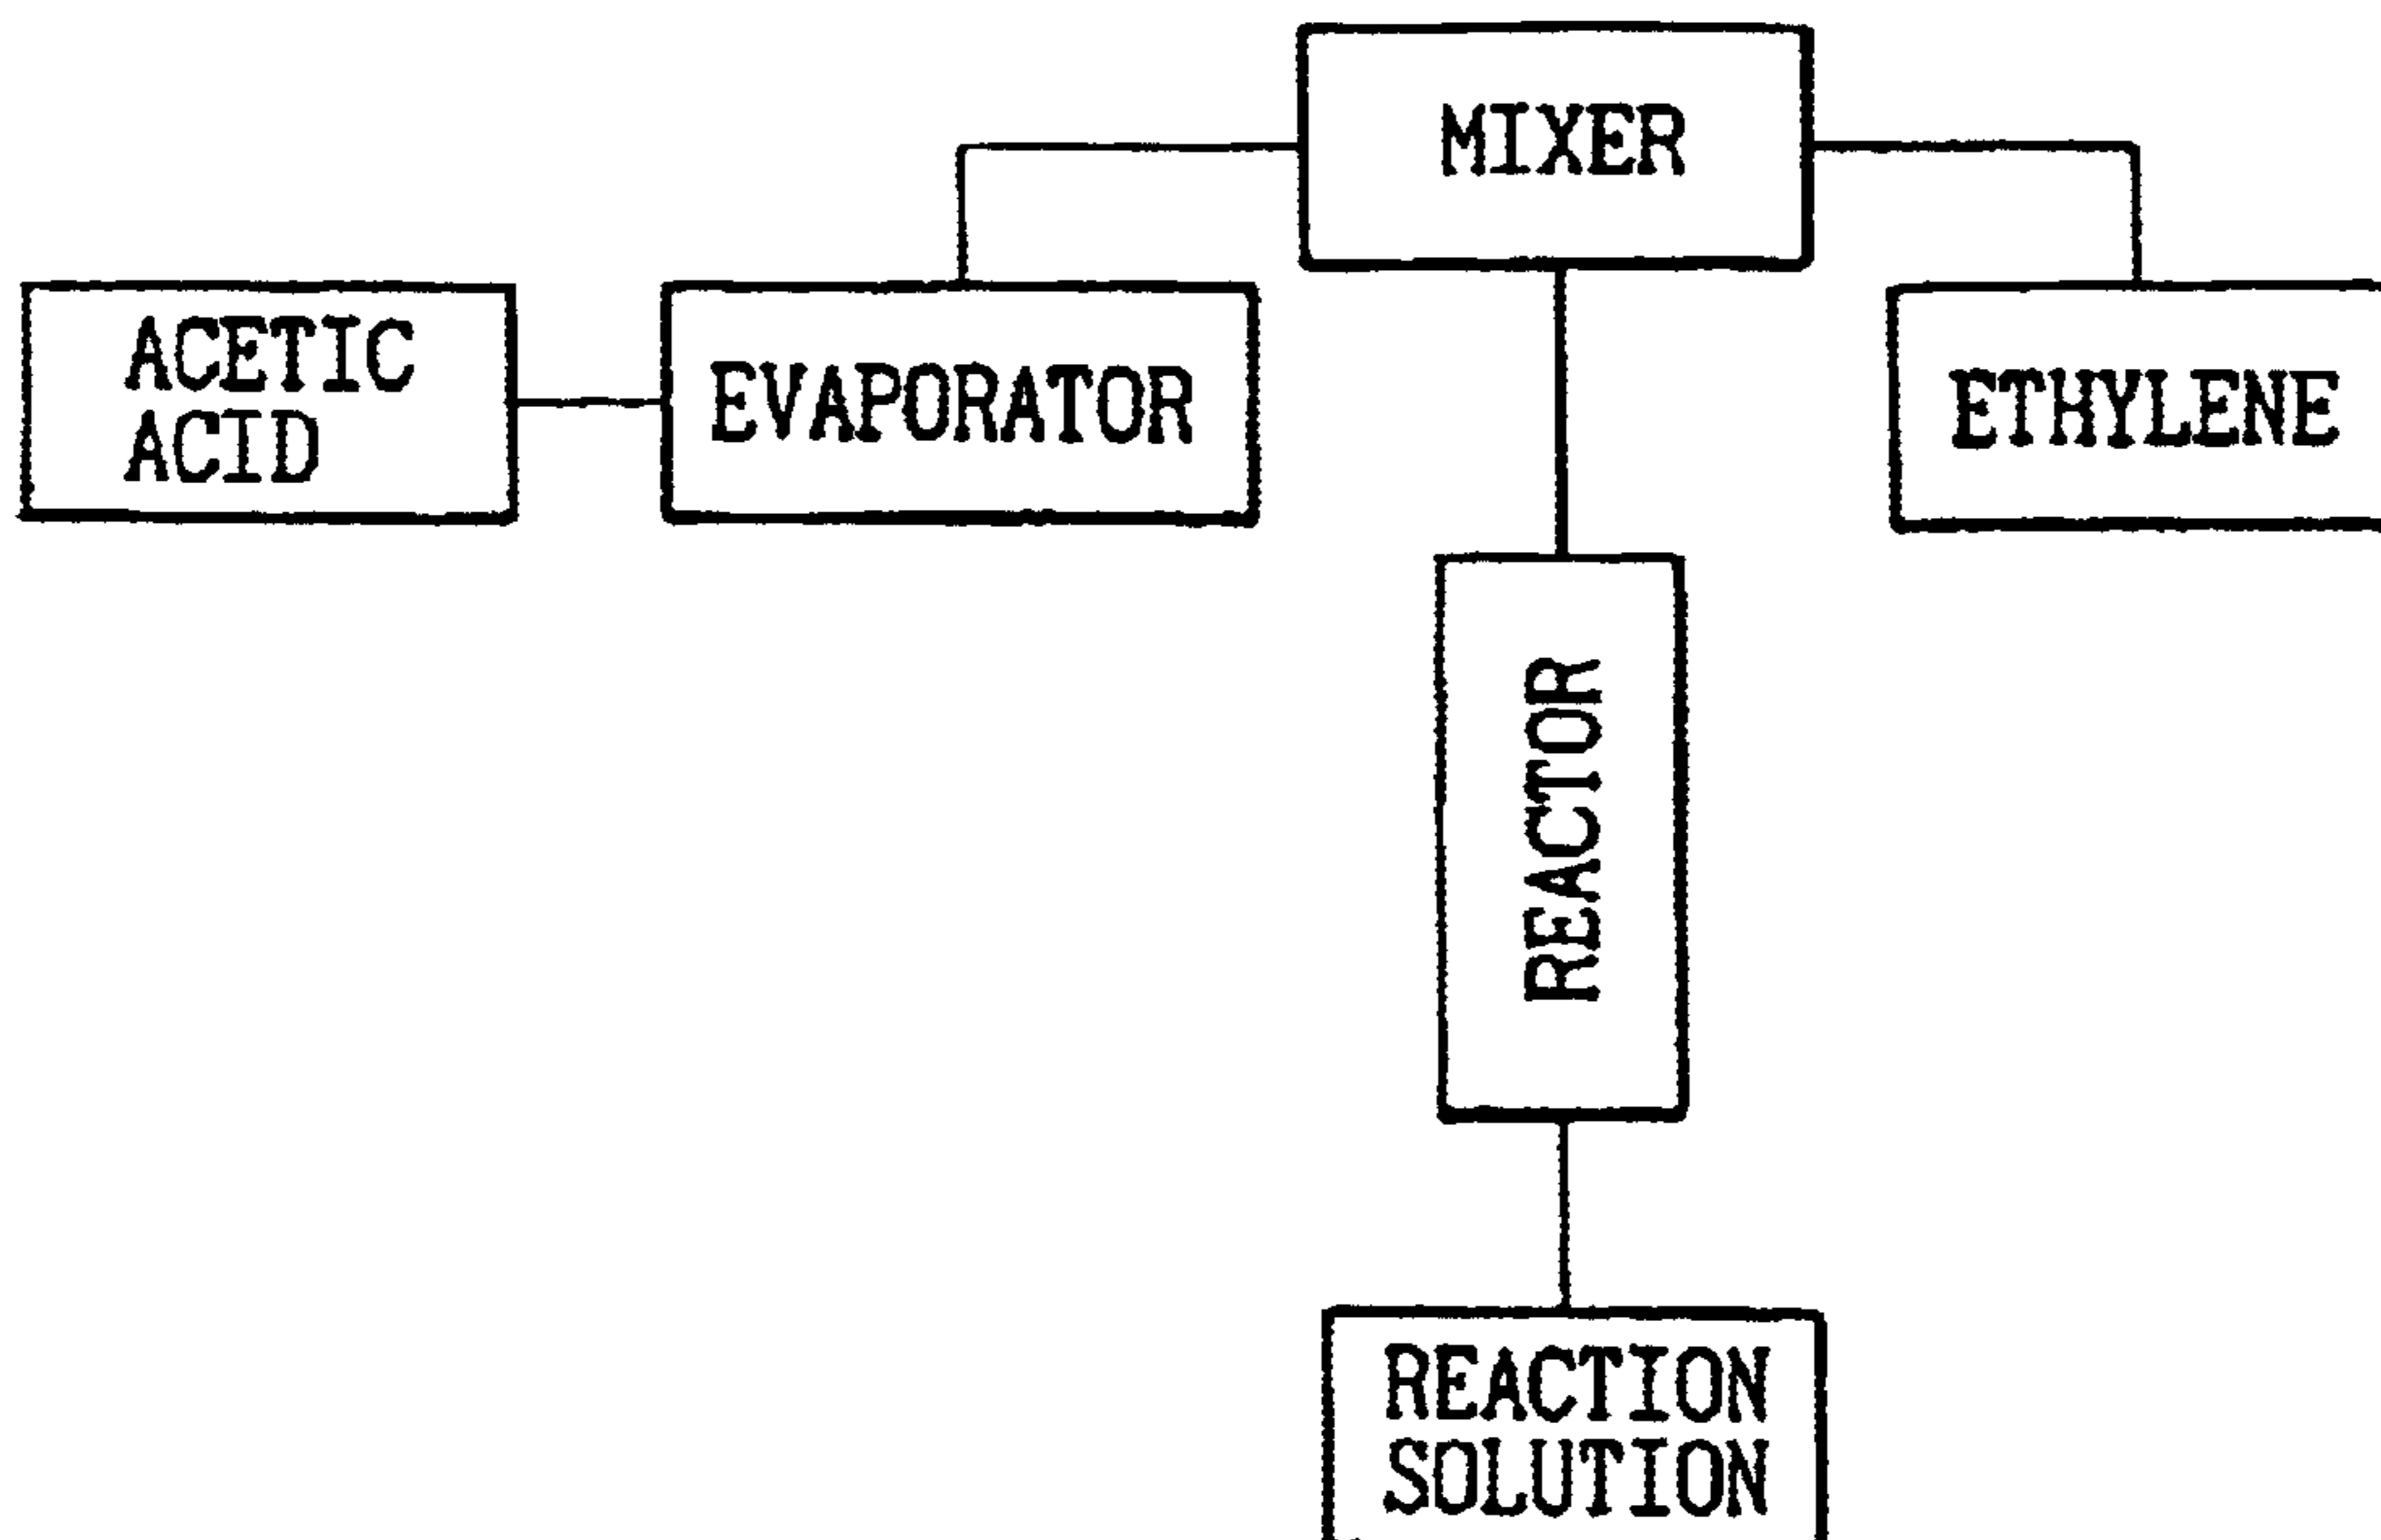 MIXER
ACETIC
ACID
EVAPORATOR
ETHYLENE
REACTOR
REACTION
SOLUTION